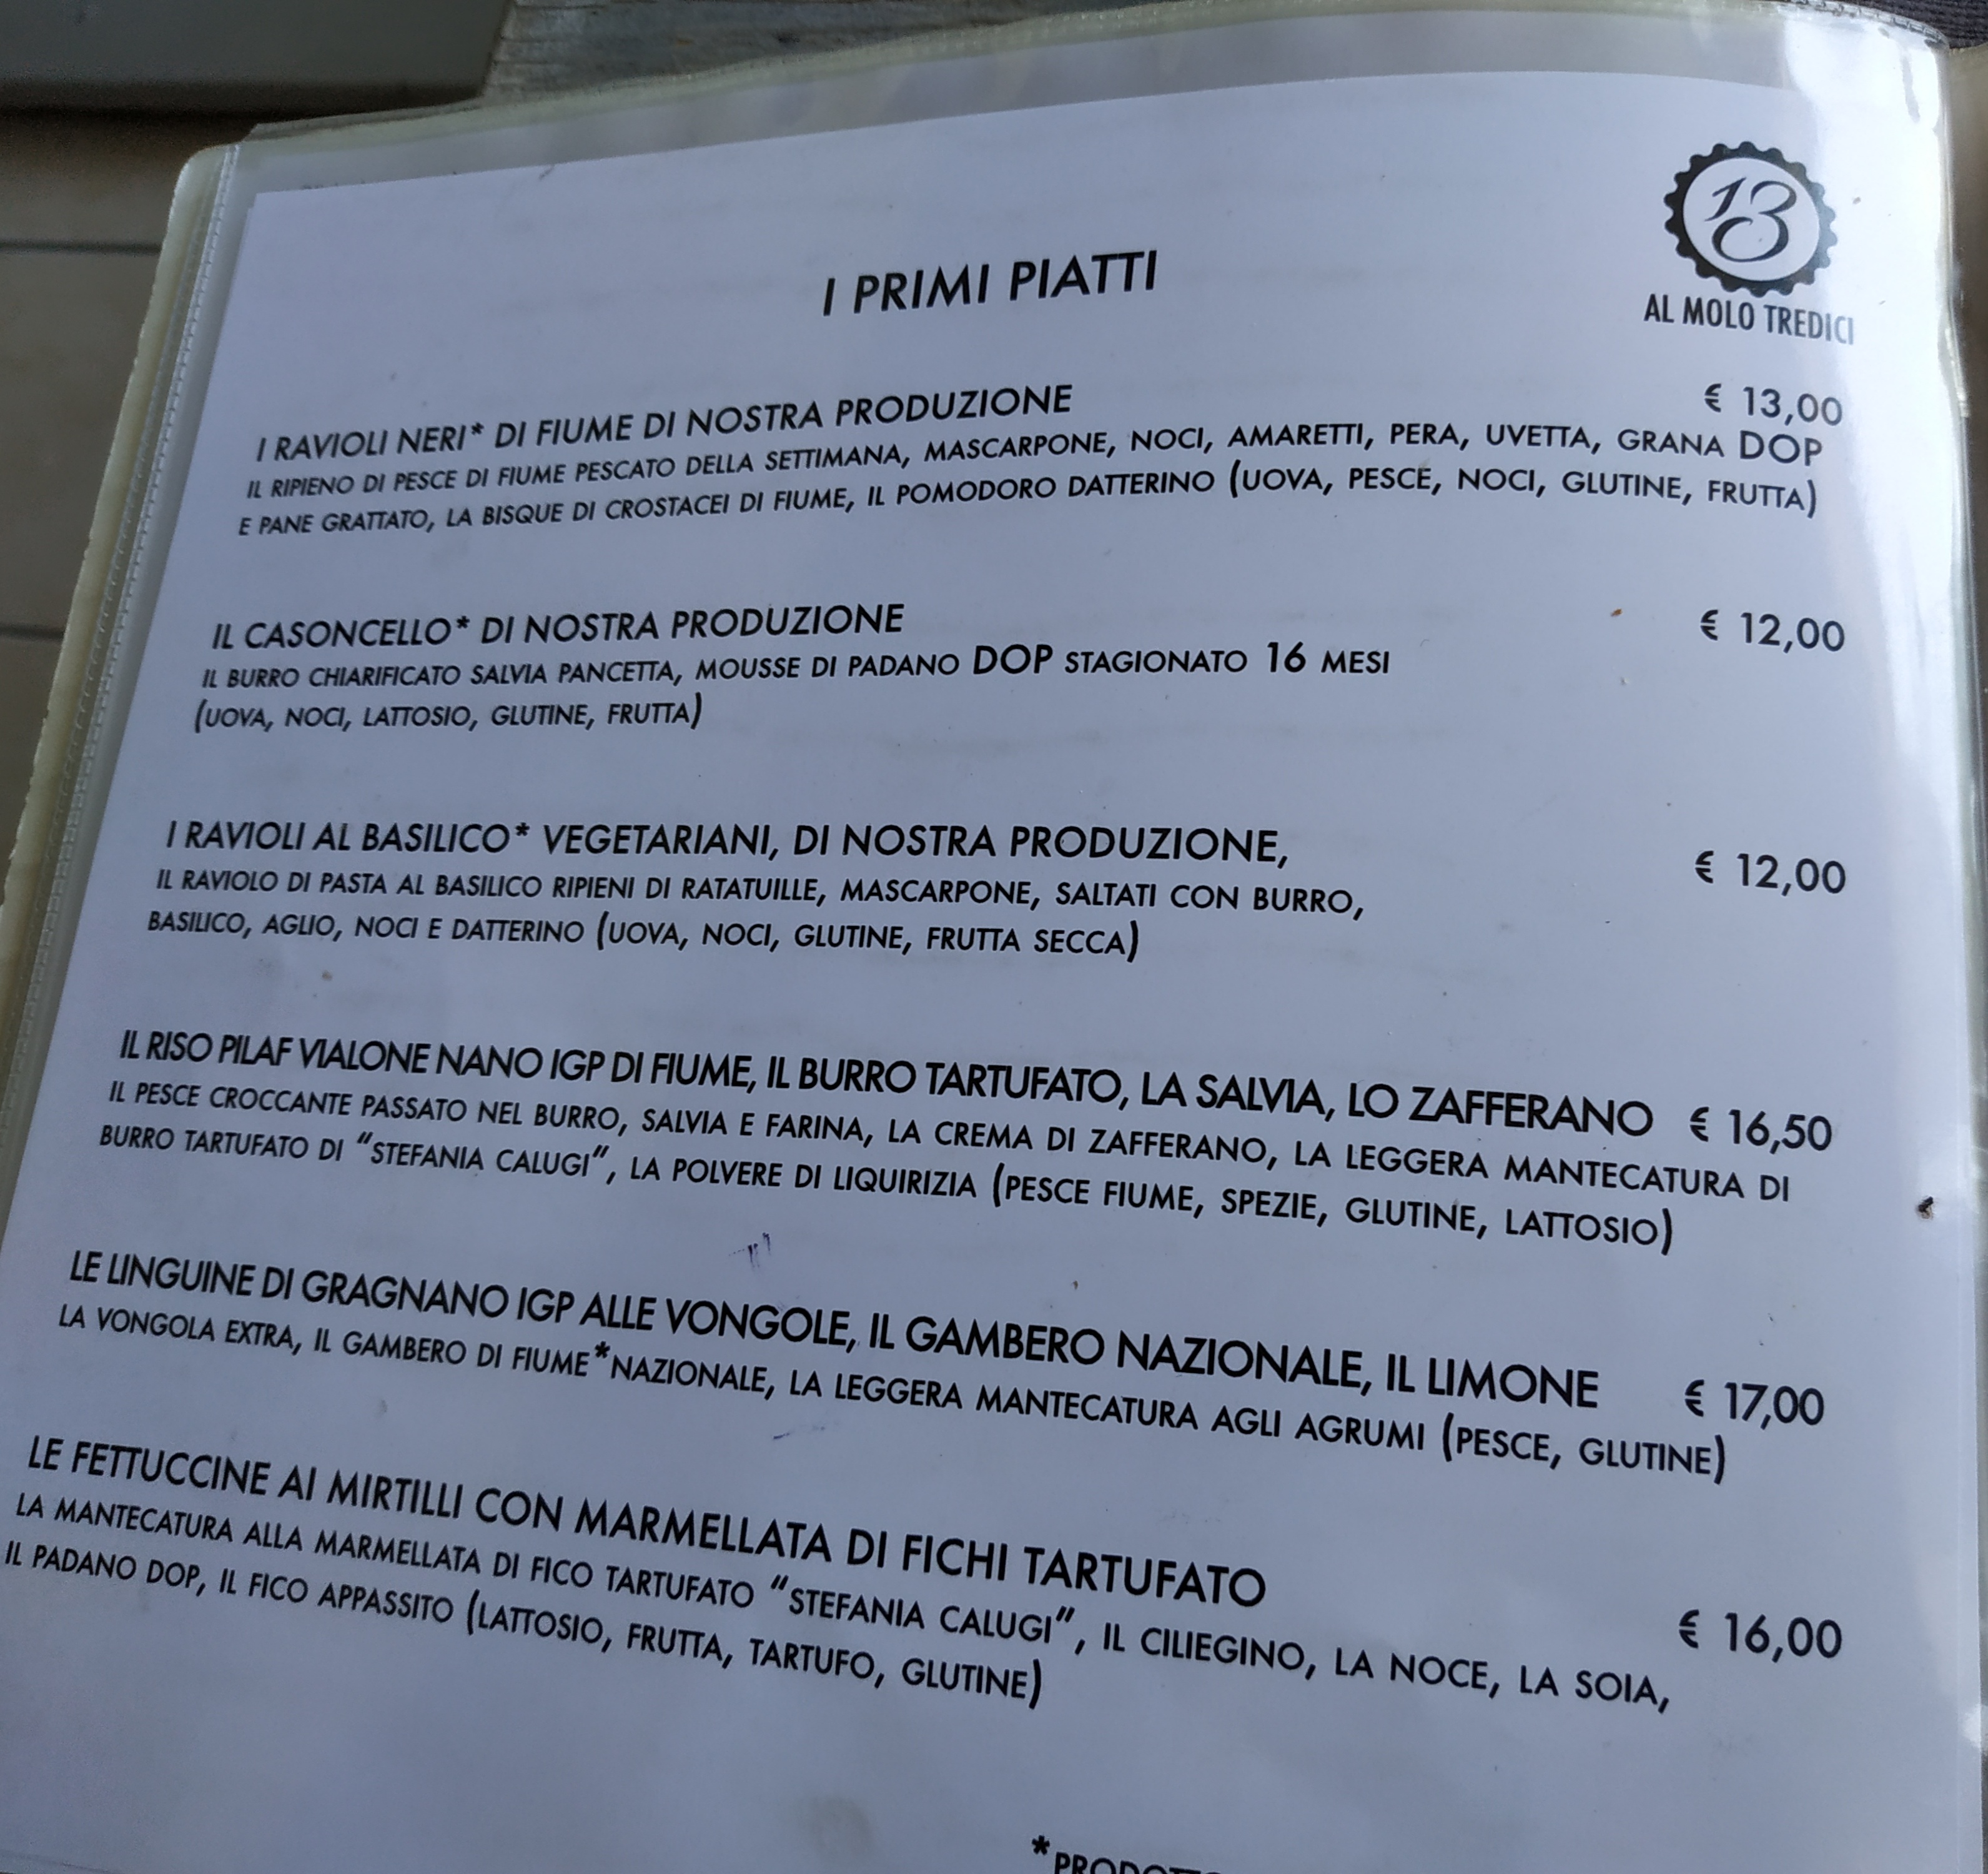 13
AL MOLO TREDICI
I PRIMI PIATTI
I RAVIOLI NERI* DI FIUME DI NOSTRA PRODUZIONE € 13,00
IL RIPIENO DI PESCE DI FIUME PESCATO DELLA SETTIMANA, MASCARPONE, NOCI, AMARETTI, PERA, UVETTA, GRANA DOP
E PANE GRATTATO, LA BISQUE DI CROSTACEI DI FIUME, IL POMODORO DATTERINO (UOVA, PESCE, NOCI, GLUTINE, FRUTTA)
IL CASONCELLO* DI NOSTRA PRODUZIONE € 12,00
IL BURRO CHIARIFICATO SALVIA PANCETTA, MOUSSE DI PADANO DOP STAGIONATO 16 MESI
(UOVA, NOCI, LATTOSIO, GLUTINE, FRUTTA)
I RAVIOLI AL BASILICO* VEGETARIANI, DI NOSTRA PRODUZIONE, € 12,00
IL RAVIOLO DI PASTA AL BASILICO RIPIENI DI RATATUILLE, MASCARPONE, SALTATI CON BURRO,
BASILICO, AGLIO, NOCI E DATTERINO (UOVA, NOCI, GLUTINE, FRUTTA SECCA)
IL RISO PILAF VIALONE NANO IGP DI FIUME, IL BURRO TARTUFATO, LA SALVIA, LO ZAFFERANO € 16,50
IL PESCE CROCCANTE PASSATO NEL BURRO, SALVIA E FARINA, LA CREMA DI ZAFFERANO, LA LEGGERA MANTECATURA DI
BURRO TARTUFATO DI “STEFANIA CALUGI”, LA POLVERE DI LIQUIRIZIA (PESCE FIUME, SPEZIE, GLUTINE, LATTOSIO)
LE LINGUINE DI GRAGNANO IGP ALLE VONGOLE, IL GAMBERO NAZIONALE, IL LIMONE € 17,00
LA VONGOLA EXTRA, IL GAMBERO DI FIUME*NAZIONALE, LA LEGGERA MANTECATURA AGLI AGRUMI (PESCE, GLUTINE)
LE FETTUCCINE AI MIRTILLI CON MARMELLATA DI FICHI TARTUFATO € 16,00
LA MANTECATURA ALLA MARMELLATA DI FICO TARTUFATO “STEFANIA CALUGI”, IL CILIEGINO, LA NOCE, LA SOIA,
IL PADANO DOP, IL FICO APPASSITO (LATTOSIO, FRUTTA, TARTUFO, GLUTINE)